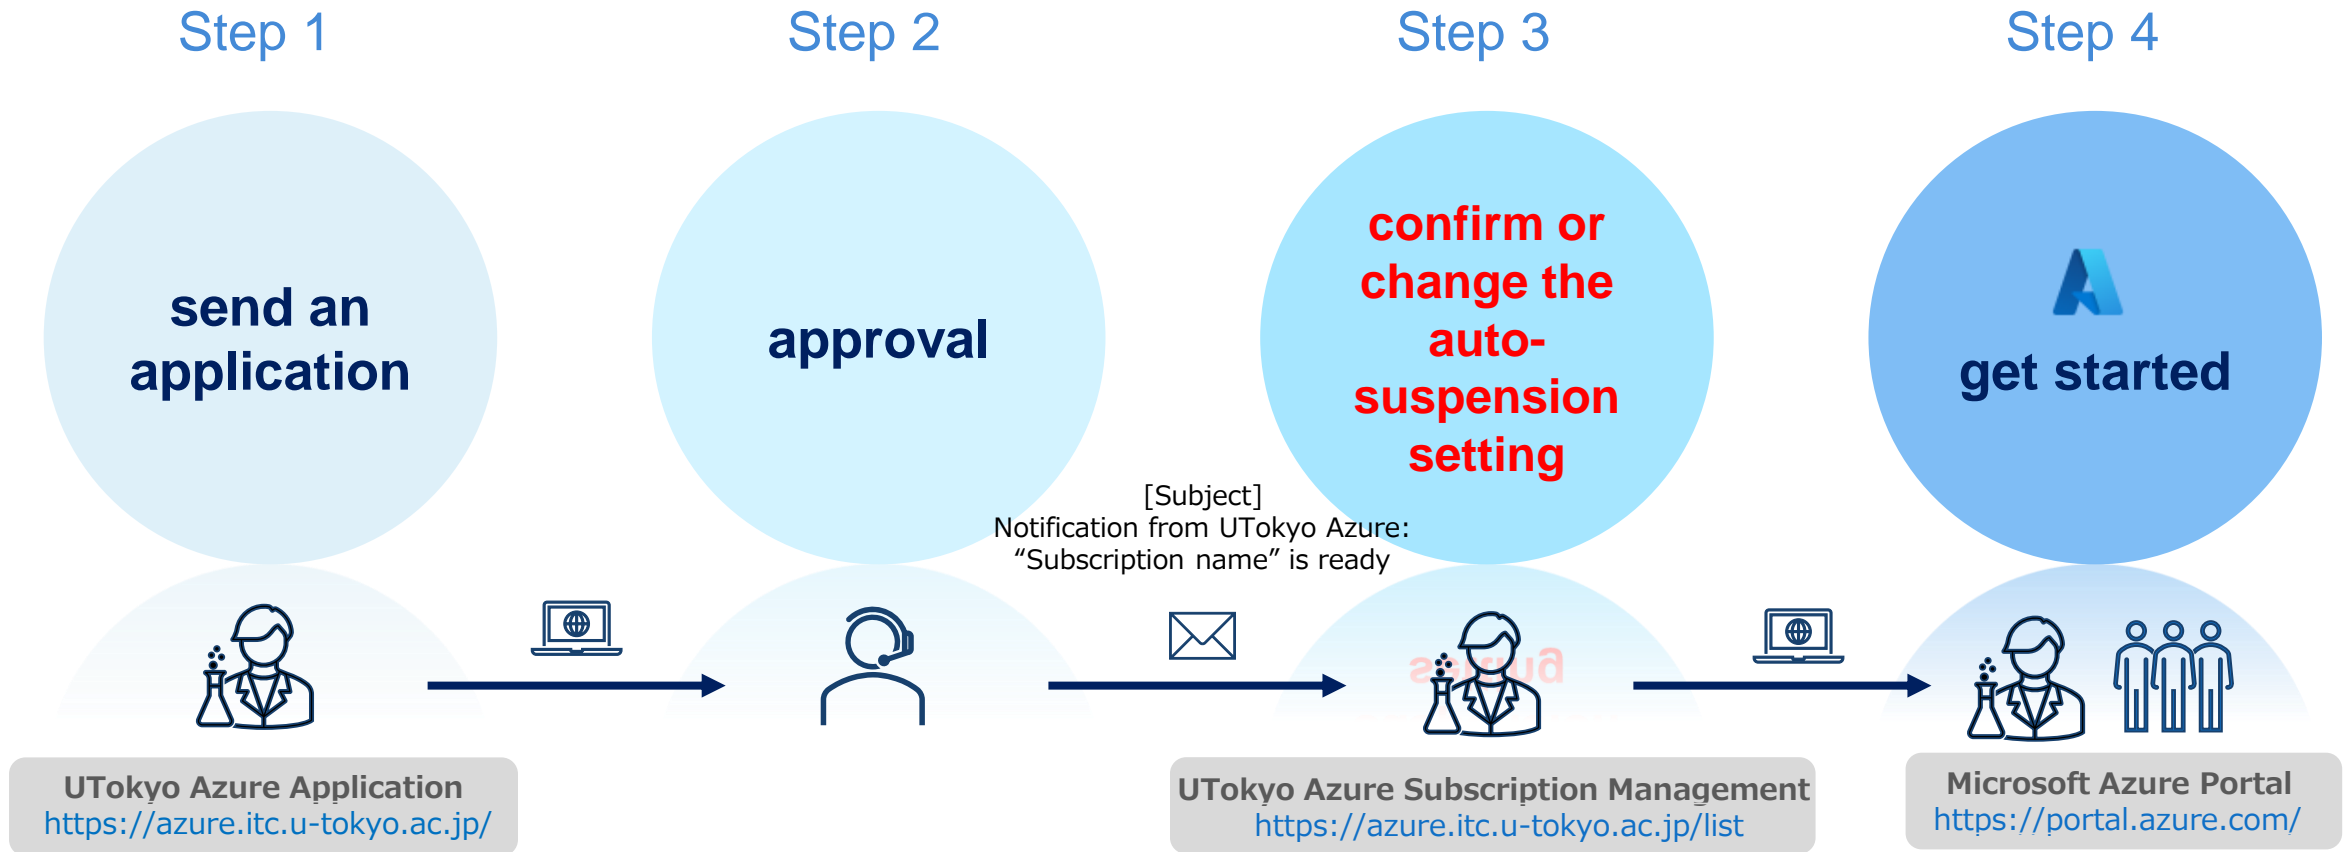 Step 1
Step 2
Step 3
Step 4
send an
application
approval
confirm or
change the
auto-
suspension
setting
get started
[Subject]
Notification from UTokyo Azure:
“Subscription name” is ready
UTokyo Azure Application
https://azure.itc.u-tokyo.ac.jp/
UTokyo Azure Subscription Management
https://azure.itc.u-tokyo.ac.jp/list
Microsoft Azure Portal
https://portal.azure.com/